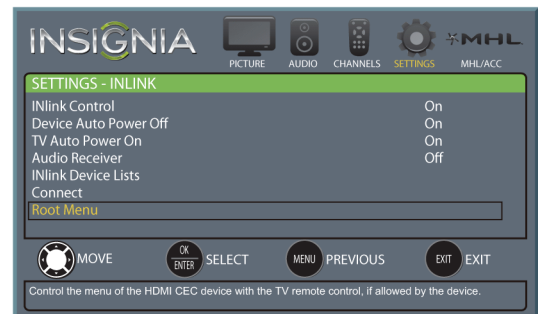 INSIGNIA
PICTURE AUDIO CHANNELS SETTINGS MHL/ACC
MHL
SETTINGS - INLINK
INlink Control On
Device Auto Power Off On
TV Auto Power On On
Audio Receiver Off
INlink Device Lists
Connect
Root Menu
MOVE OK ENTER SELECT MENU PREVIOUS EXIT EXIT
Control the menu of the HDMI CEC device with the TV remote control, if allowed by the device.